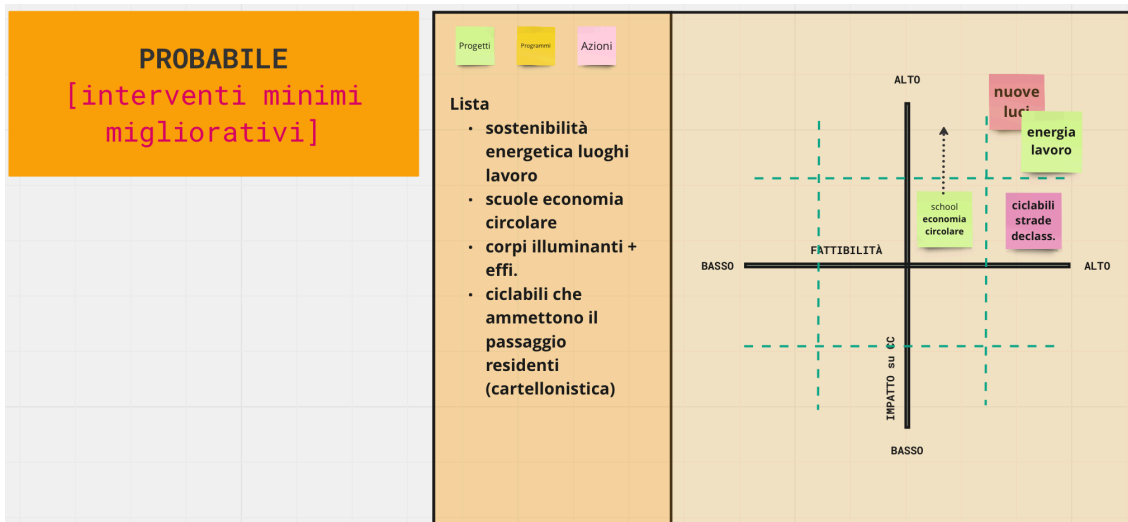 PROBABILE
[interventi minimi
migliorativi]
Progetti
Programmi
Azioni
Lista
• sostenibilità
energetica luoghi
lavoro
• scuole economia
circolare
• corpi illuminanti +
effi.
• ciclabili che
ammettono il
passaggio
residenti
(cartellonistica)
ALTO
nuove
luci
energia
lavoro
school
economia
circolare
ciclabili
strade
declass.
FATTIBILITÀ
BASSO
ALTO
IMPATTO su CC
BASSO